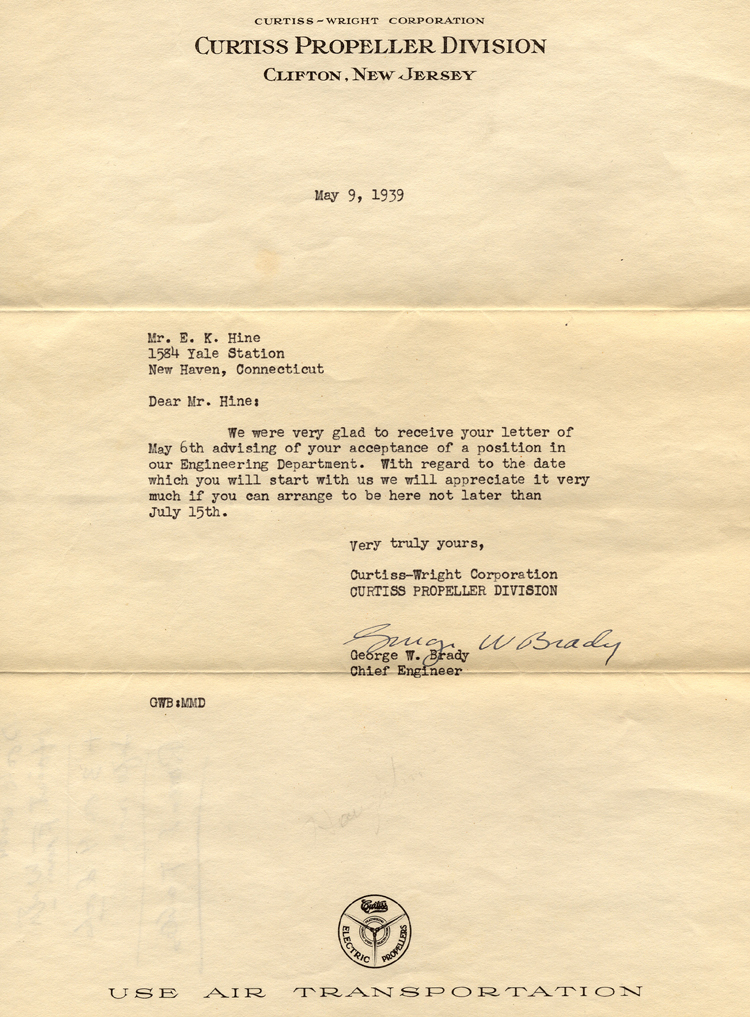 CURTISS-WRIGHT CORPORATION
CURTISS PROPELLER DIVISION
CLIFTON, NEW JERSEY
May 9, 1939
Mr. E. K. Hine
1584 Yale Station
New Haven, Connecticut
Dear Mr. Hine:
We were very glad to receive your letter of
May 6th advising of your acceptance of a position in
our Engineering Department. With regard to the date
which you will start with us we will appreciate it very
much if you can arrange to be here not later than
July 15th.
Very truly yours,
Curtiss-Wright Corporation
CURTISS PROPELLER DIVISION
George W Brady
George W. Brady
Chief Engineer
GWB:MMD
Curtiss
ELECTRIC PROPELLERS
USE AIR TRANSPORTATION